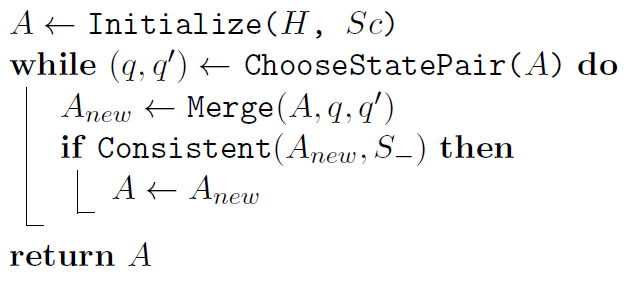 A ← Initialize(H, Sc)
while (q, q′) ← ChooseStatePair(A) do
A_new ← Merge(A, q, q′)
if Consistent(A_new, S_−) then
A ← A_new
return A